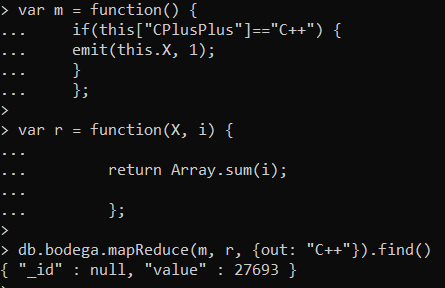 > var m = function() {
...     if(this["CPlusPlus"]=="C++") {
...     emit(this.X, 1);
...     }
...     };
>
> var r = function(X, i) {
...
...         return Array.sum(i);
...
...         };
>
> db.bodega.mapReduce(m, r, {out: "C++"}).find()
{ "_id" : null, "value" : 27693 }